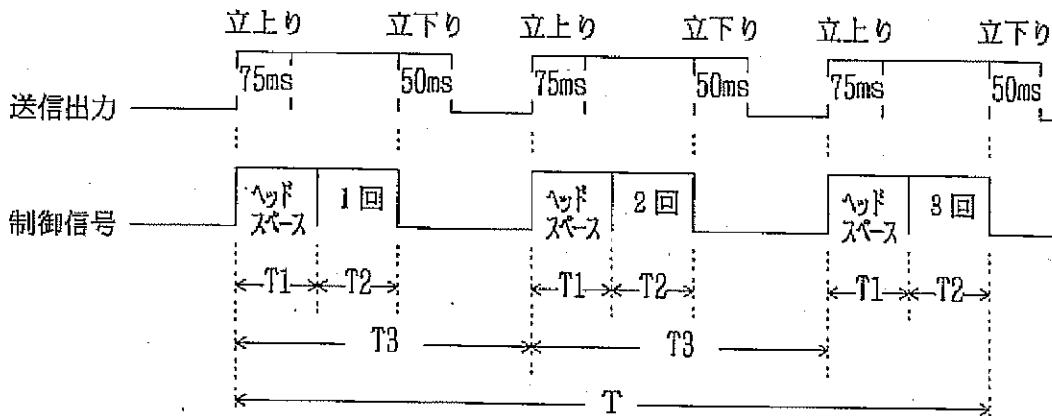 立上り 立下り 立上り 立下り 立上り 立下り
75ms 50ms 75ms 50ms 75ms 50ms
送信出力
ヘッドスペース 1回 ヘッドスペース 2回 ヘッドスペース 3回
制御信号
T1 T2 T1 T2 T1 T2
T3 T3
T